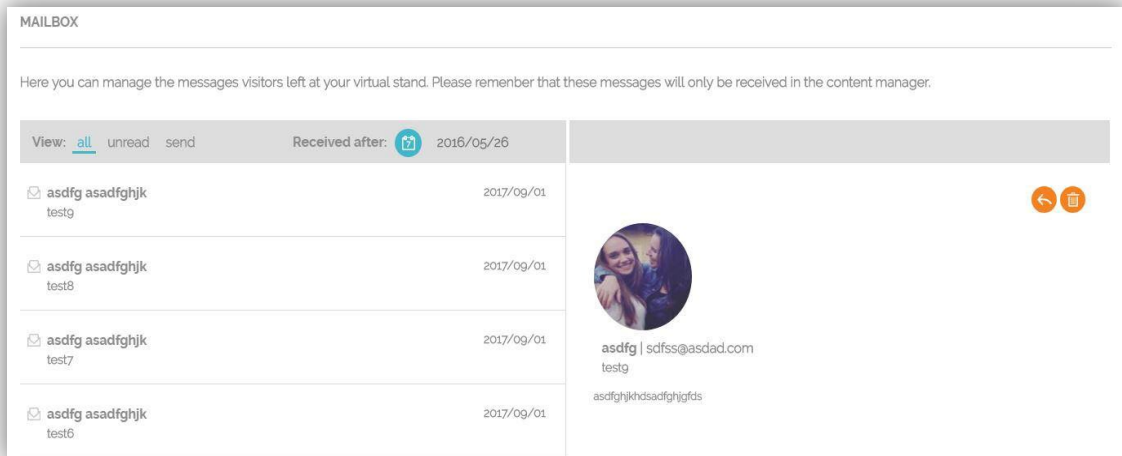 MAILBOX
Here you can manage the messages visitors left at your virtual stand. Please remenber that these messages will only be received in the content manager.
View: all unread send Received after: 7 2016/05/26
asdfg asadfghjk 2017/09/01
test9
asdfg asadfghjk 2017/09/01
test8
asdfg asadfghjk 2017/09/01
test7
asdfg asadfghjk 2017/09/01
test6
asdfg | sdfss@asdad.com
test9
asdfghjkhdsadfghjgfds